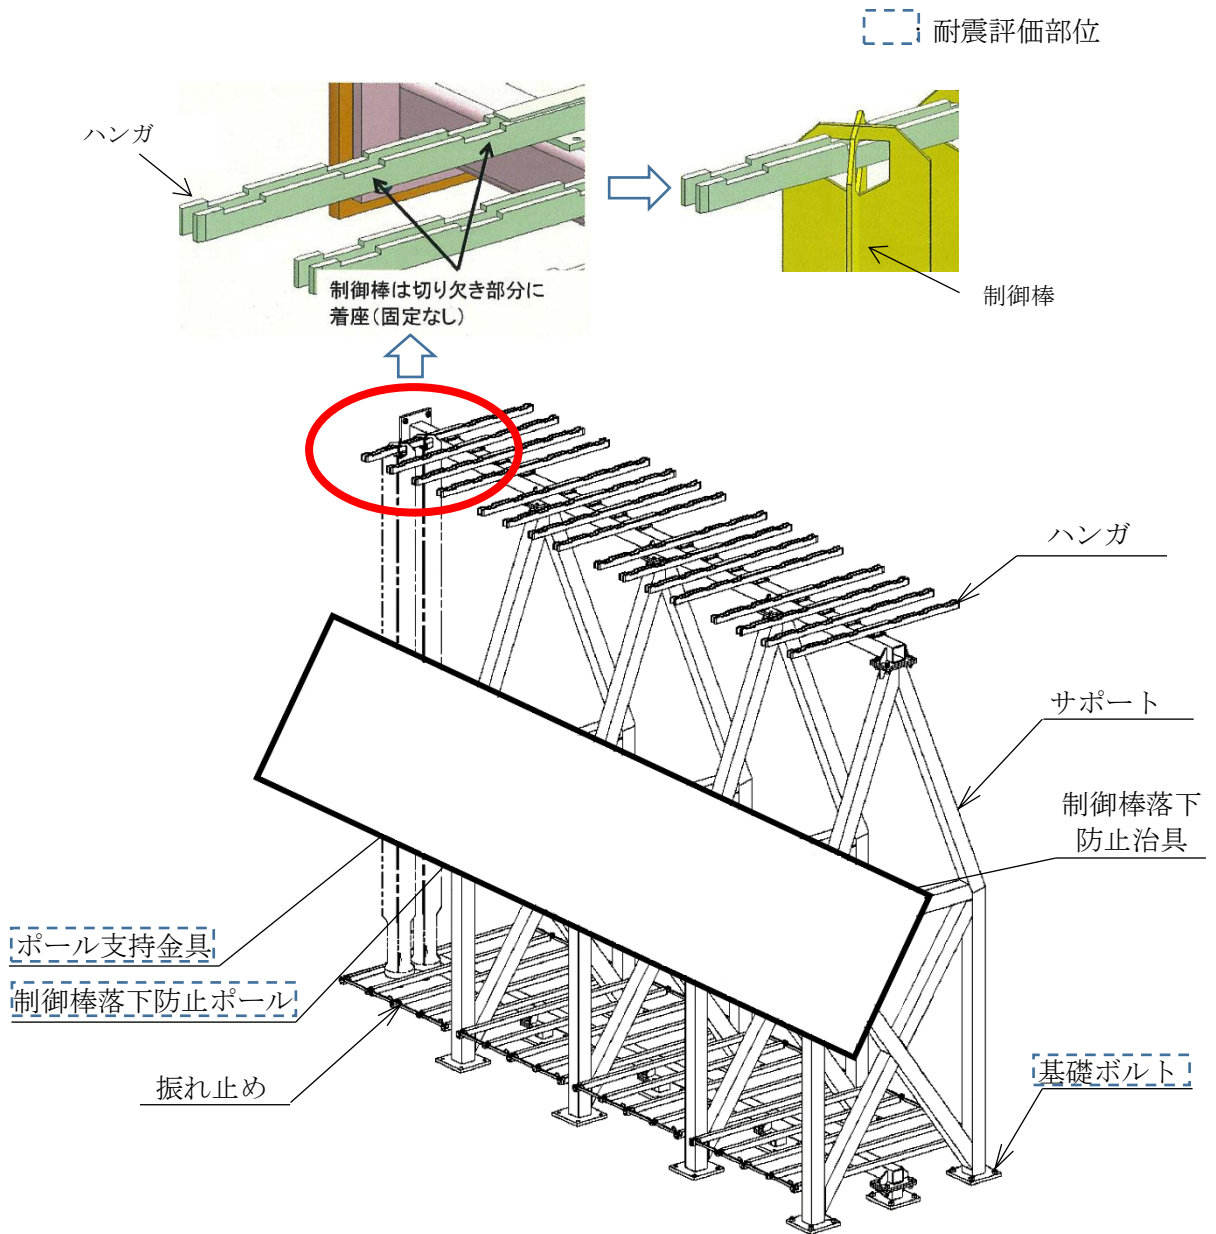 : 耐震評価部位
ハンガ
制御棒は切り欠き部分に
着座(固定なし)
制御棒
ハンガ
サポート
制御棒落下
防止治具
ポール支持金具
制御棒落下防止ポール
振れ止め
基礎ボルト